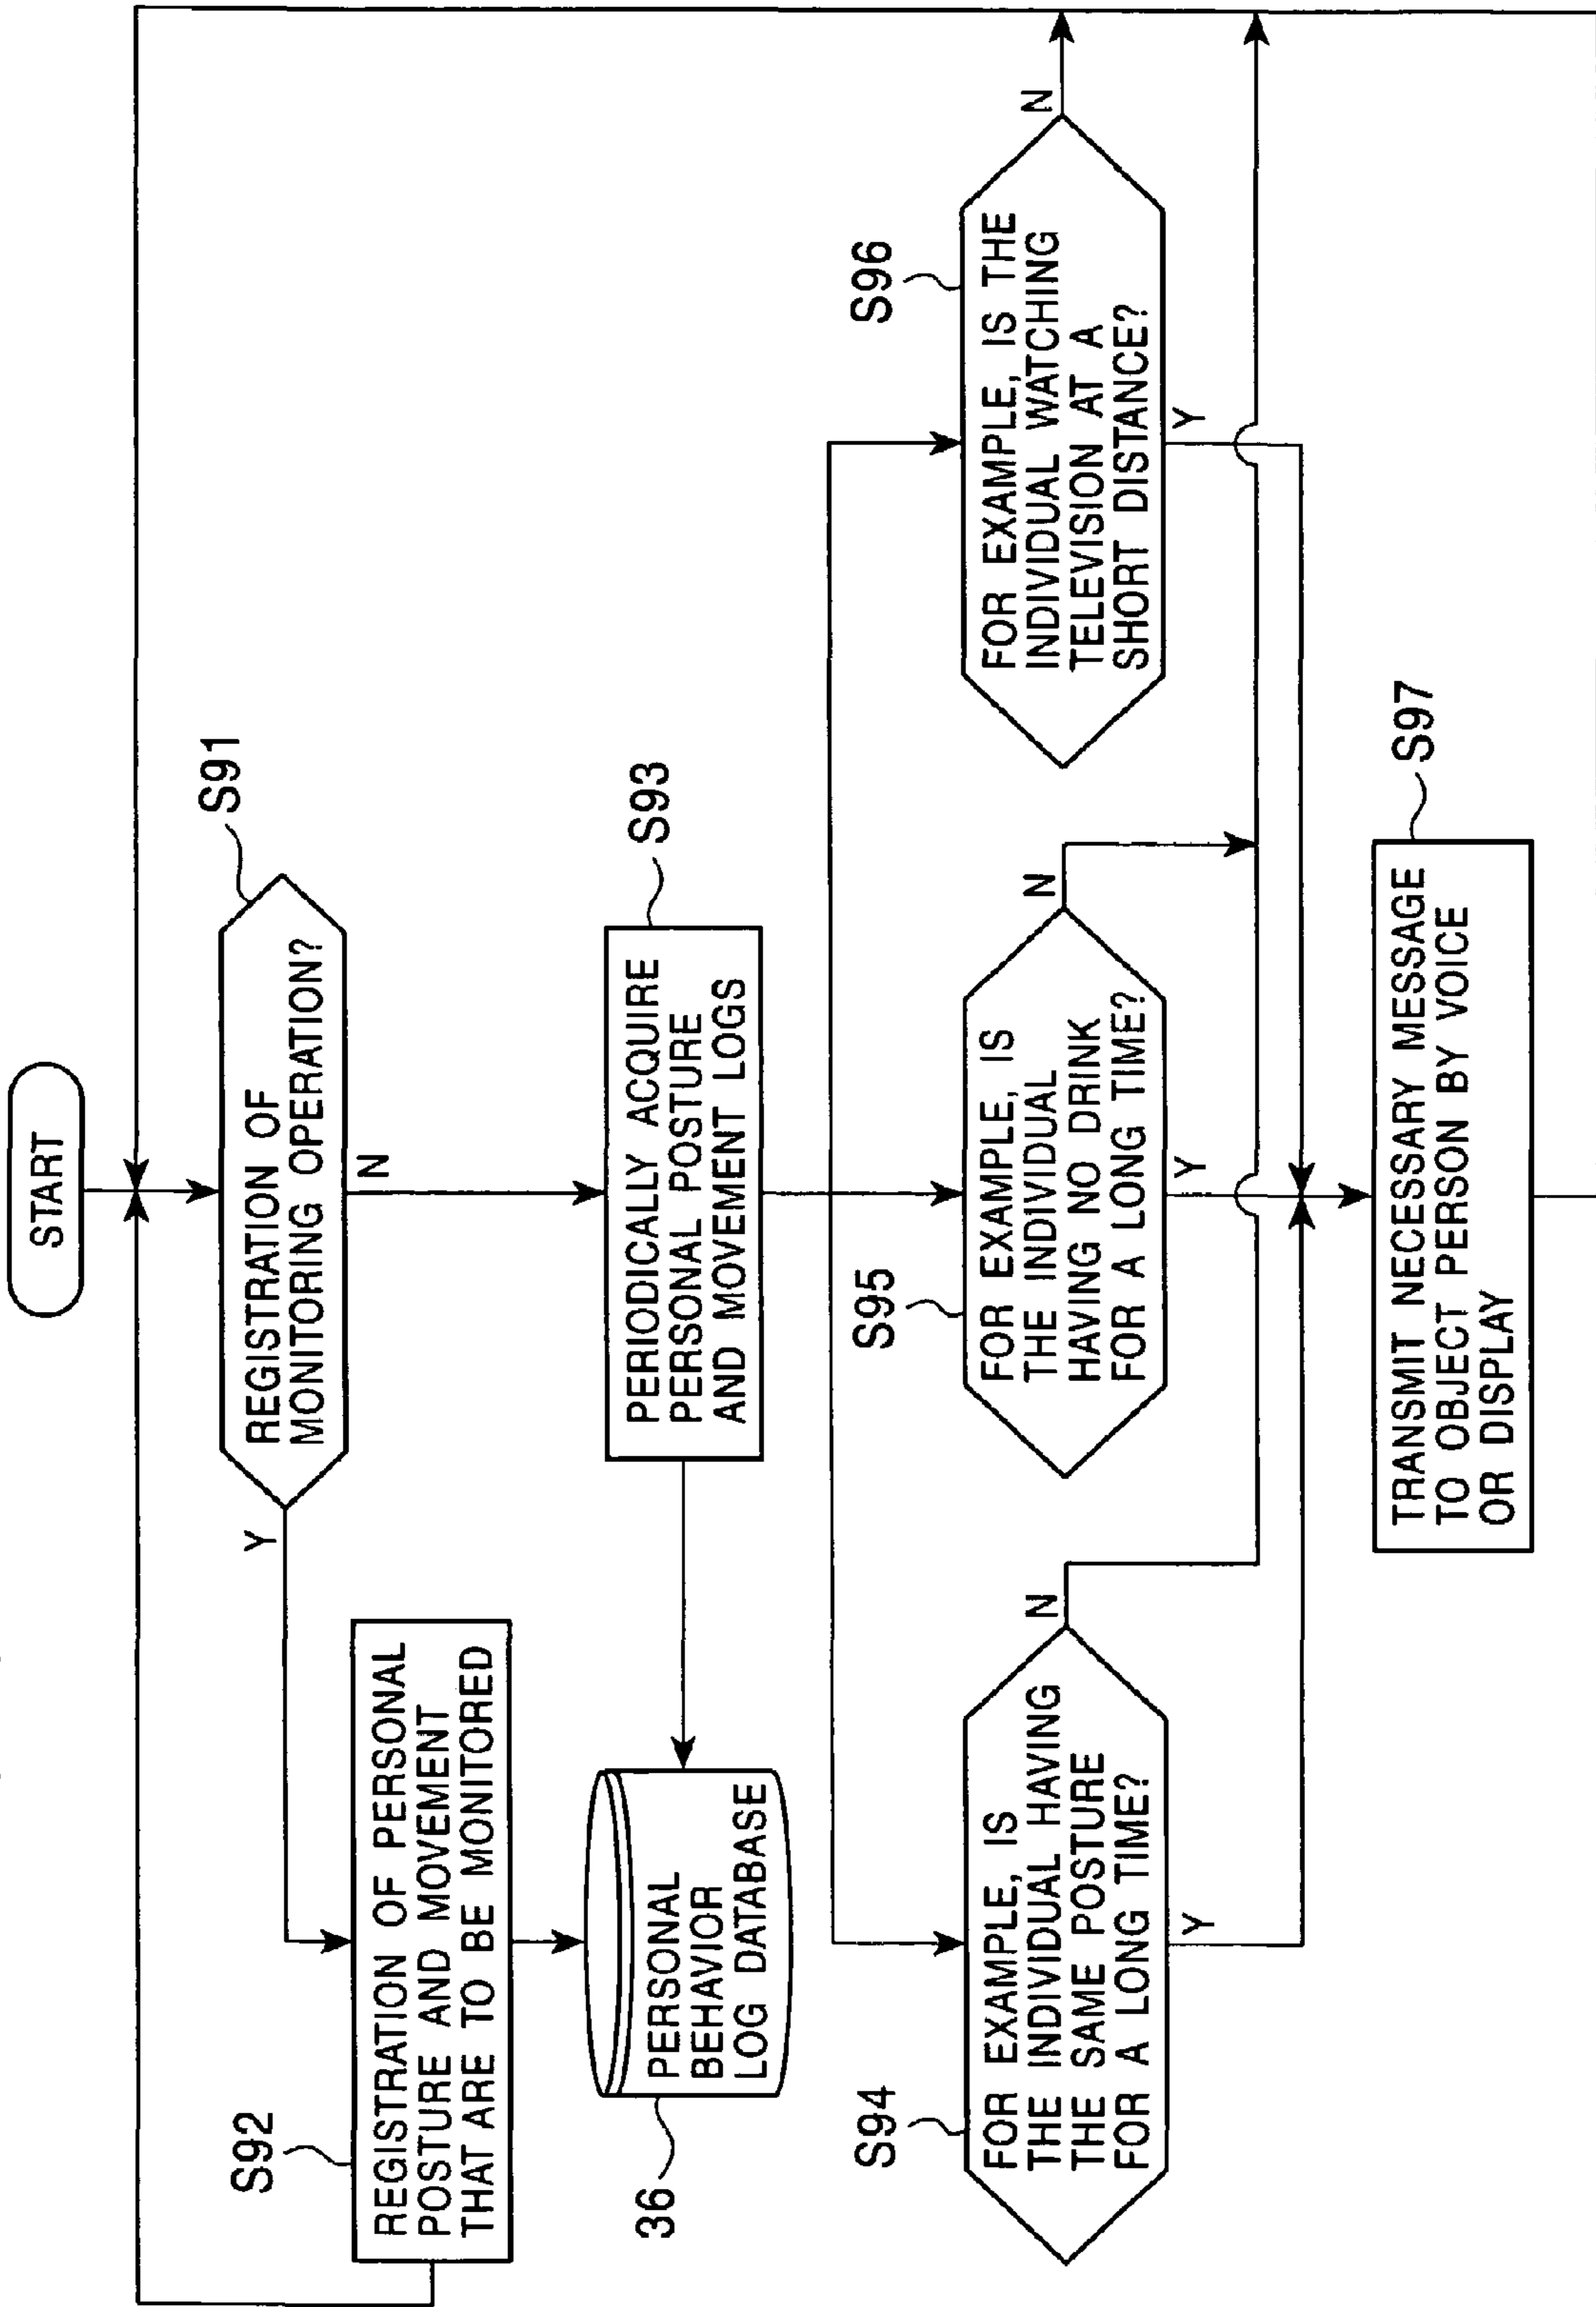 START
S91
REGISTRATION OF
MONITORING OPERATION?
Y
N
S92
REGISTRATION OF PERSONAL
POSTURE AND MOVEMENT
THAT ARE TO BE MONITORED
S93
PERIODICALLY ACQUIRE
PERSONAL POSTURE
AND MOVEMENT LOGS
36
PERSONAL
BEHAVIOR
LOG DATABASE
S94
FOR EXAMPLE, IS
THE INDIVIDUAL HAVING
THE SAME POSTURE
FOR A LONG TIME?
N
Y
S95
FOR EXAMPLE, IS
THE INDIVIDUAL
HAVING NO DRINK
FOR A LONG TIME?
N
Y
S96
FOR EXAMPLE, IS THE
INDIVIDUAL WATCHING
TELEVISION AT A
SHORT DISTANCE?
N
Y
S97
TRANSMIT NECESSARY MESSAGE
TO OBJECT PERSON BY VOICE
OR DISPLAY